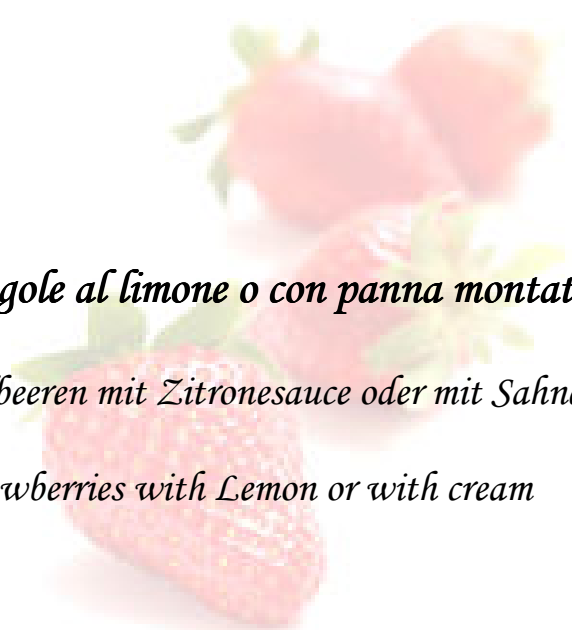 gole al limone o con panna montat
beeren mit Zitronesauce oder mit Sahn
wberries with Lemon or with cream